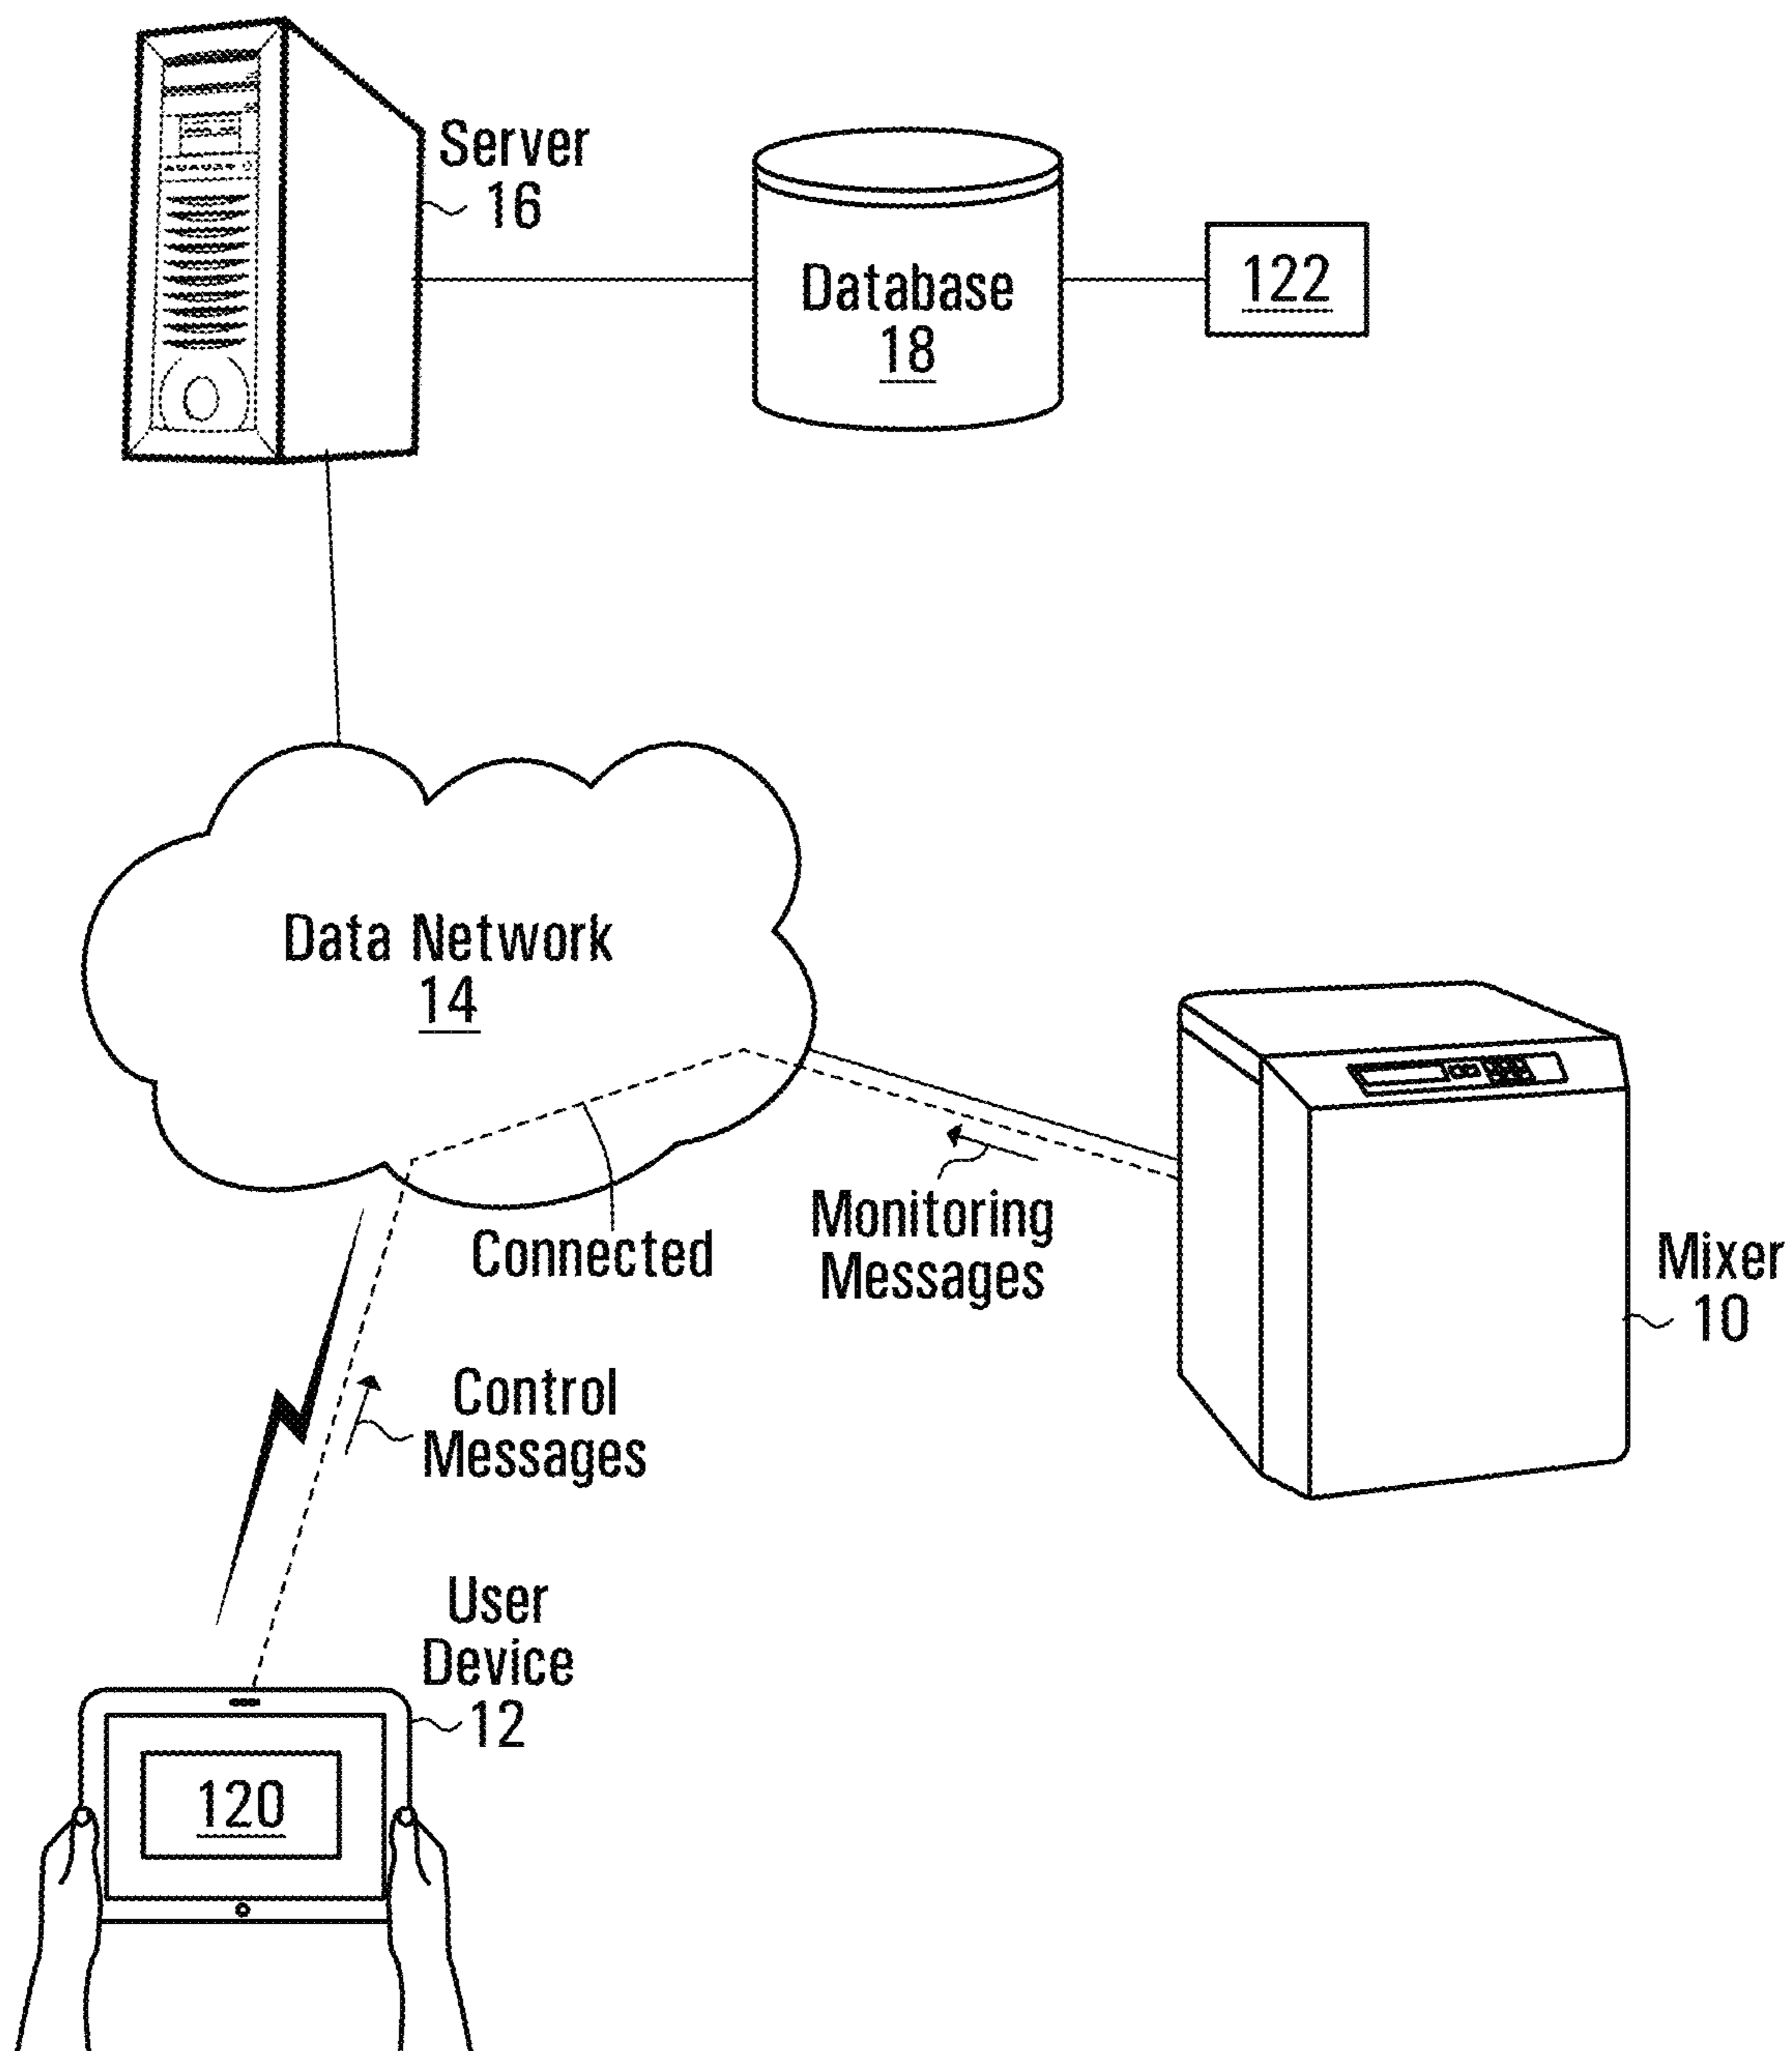 Server
16
Database
18
122
Data Network
14
Connected
Monitoring
Messages
Mixer
10
Control
Messages
User
Device
12
120